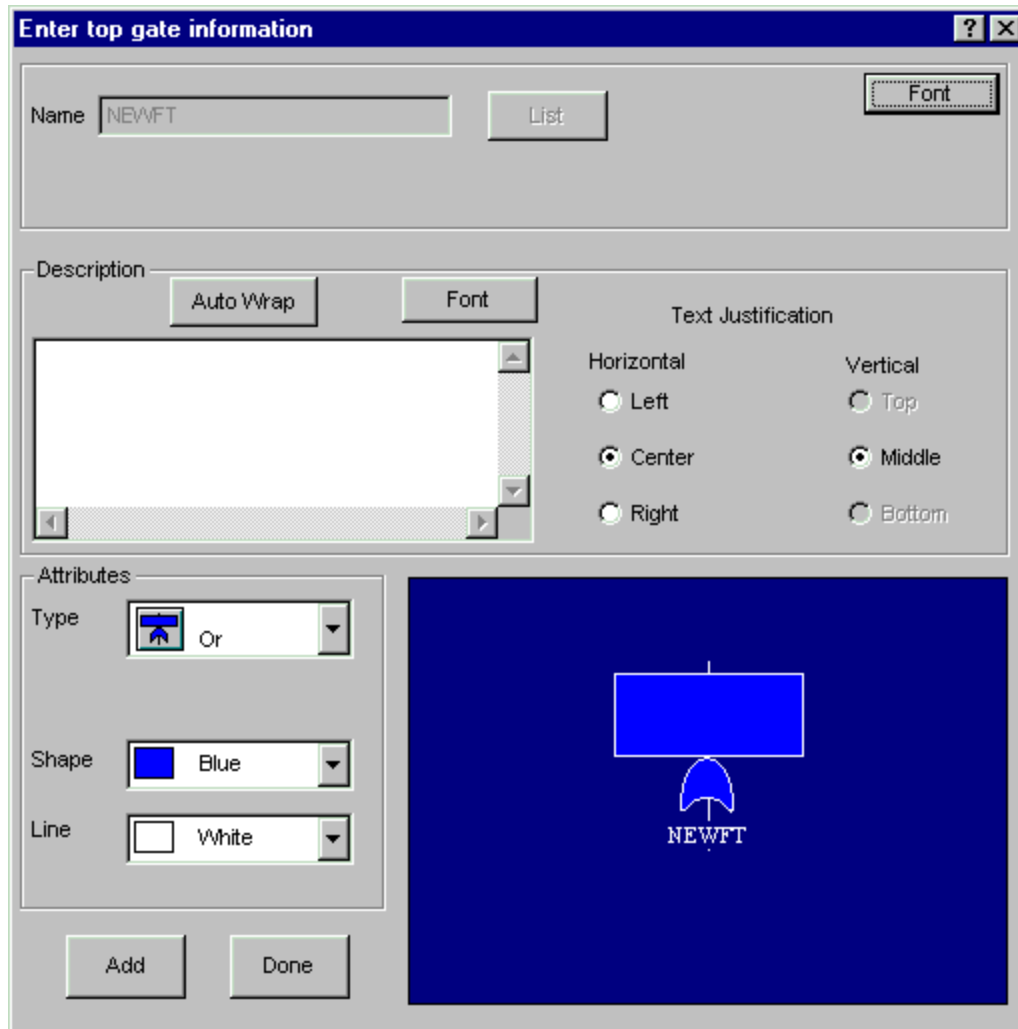 Enter top gate information
Name NEWFT List Font
Description
Auto Wrap Font
Text Justification
Horizontal Vertical
Left Top
Center Middle
Right Bottom
Attributes
Type Or
Shape Blue
Line White
NEWFT
Add Done